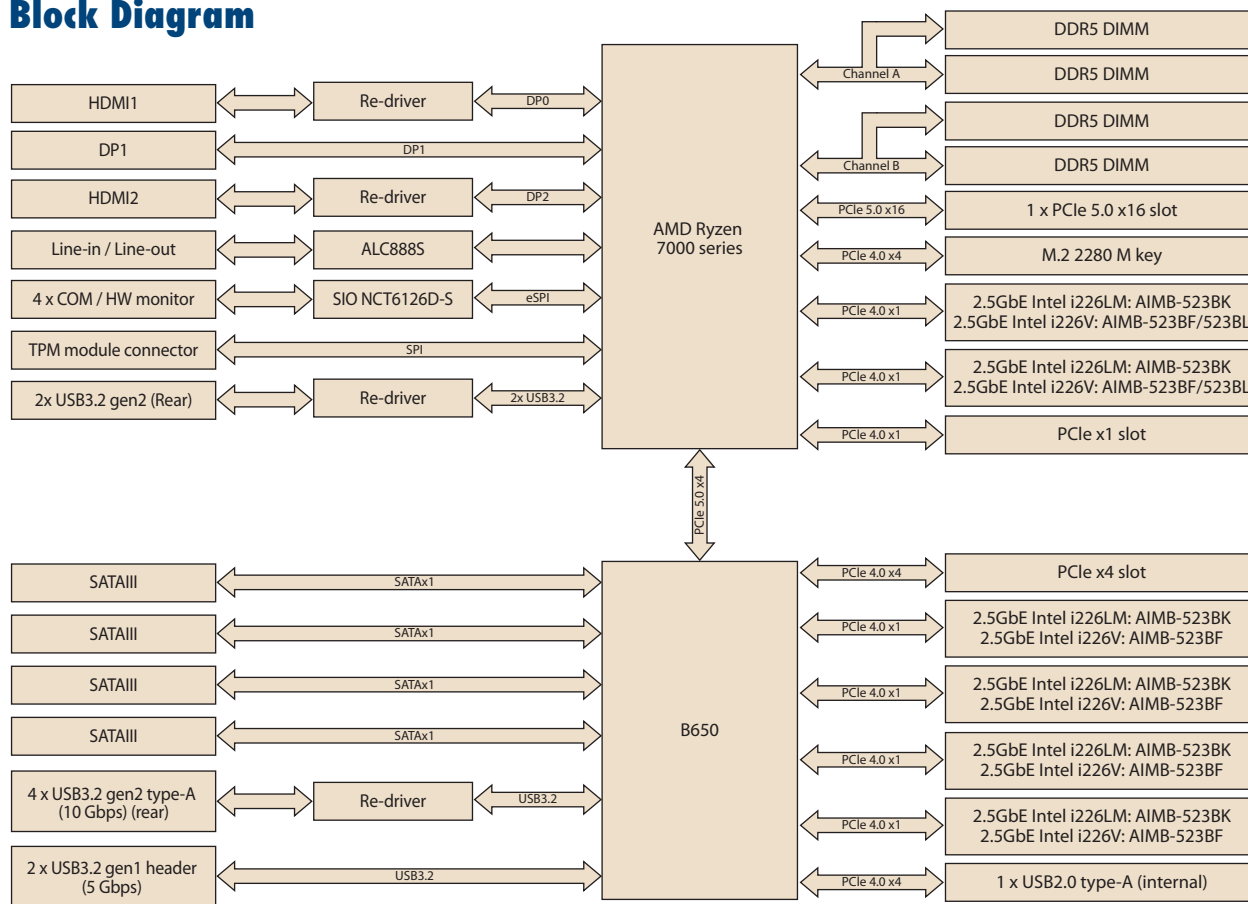 Block Diagram
HDMI1
Re-driver
DP0
DP1
DP1
HDMI2
Re-driver
DP2
Line-in / Line-out
ALC888S
4 x COM / HW monitor
SIO NCT6126D-S
eSPI
TPM module connector
SPI
2x USB3.2 gen2 (Rear)
Re-driver
2x USB3.2
AMD Ryzen
7000 series
DDR5 DIMM
Channel A
DDR5 DIMM
DDR5 DIMM
Channel B
DDR5 DIMM
PCIe 5.0 x16
1 x PCIe 5.0 x16 slot
PCIe 4.0 x4
M.2 2280 M key
PCIe 4.0 x1
2.5GbE Intel i226LM: AIMB-523BK
2.5GbE Intel i226V: AIMB-523BF/523BL
PCIe 4.0 x1
2.5GbE Intel i226LM: AIMB-523BK
2.5GbE Intel i226V: AIMB-523BF/523BL
PCIe 4.0 x1
PCIe x1 slot
PCIe 5.0 x4
SATAIII
SATAx1
SATAIII
SATAx1
SATAIII
SATAx1
SATAIII
SATAx1
4 x USB3.2 gen2 type-A
(10 Gbps) (rear)
Re-driver
USB3.2
2 x USB3.2 gen1 header
(5 Gbps)
USB3.2
B650
PCIe 4.0 x4
PCIe x4 slot
PCIe 4.0 x1
2.5GbE Intel i226LM: AIMB-523BK
2.5GbE Intel i226V: AIMB-523BF
PCIe 4.0 x1
2.5GbE Intel i226LM: AIMB-523BK
2.5GbE Intel i226V: AIMB-523BF
PCIe 4.0 x1
2.5GbE Intel i226LM: AIMB-523BK
2.5GbE Intel i226V: AIMB-523BF
PCIe 4.0 x1
2.5GbE Intel i226LM: AIMB-523BK
2.5GbE Intel i226V: AIMB-523BF
PCIe 4.0 x4
1 x USB2.0 type-A (internal)